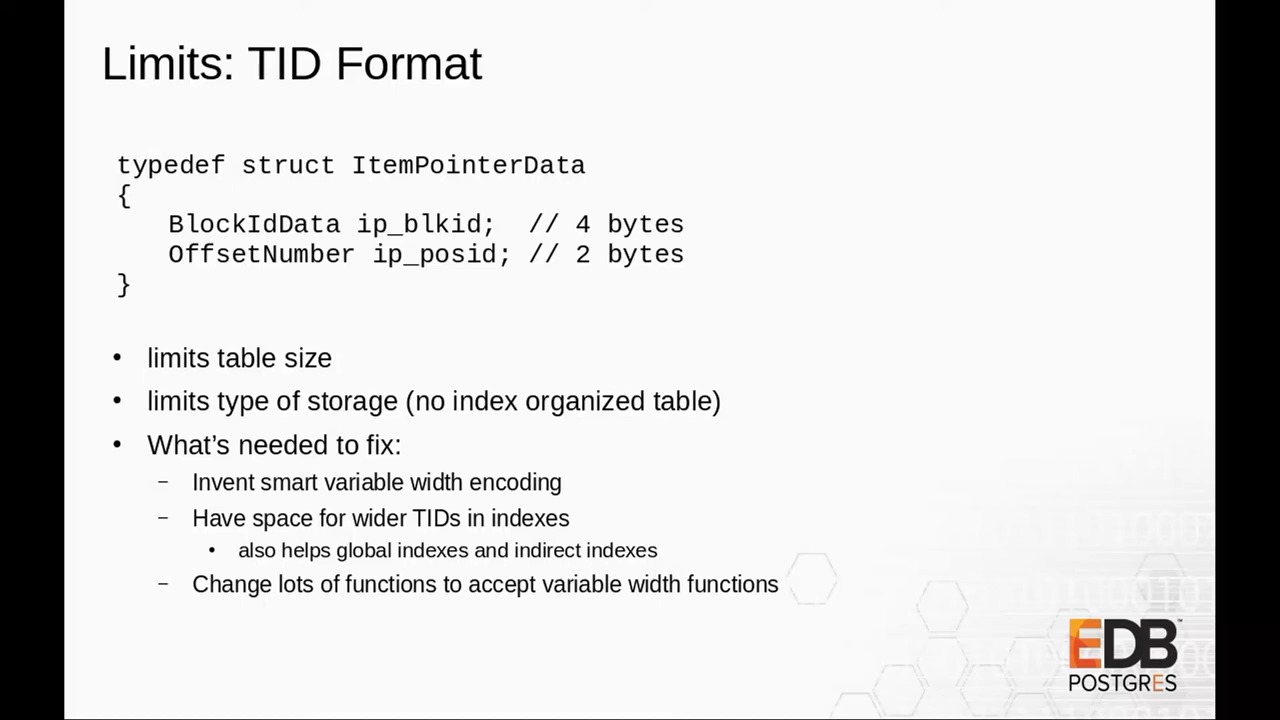 Limits: TID Format
typedef struct ItemPointerData
{
BlockIdData ip_blkid; // 4 bytes
OffsetNumber ip_posid; // 2 bytes
}
• limits table size
• limits type of storage (no index organized table)
• What’s needed to fix:
– Invent smart variable width encoding
– Have space for wider TIDs in indexes
• also helps global indexes and indirect indexes
– Change lots of functions to accept variable width functions
EDB™
POSTGRES